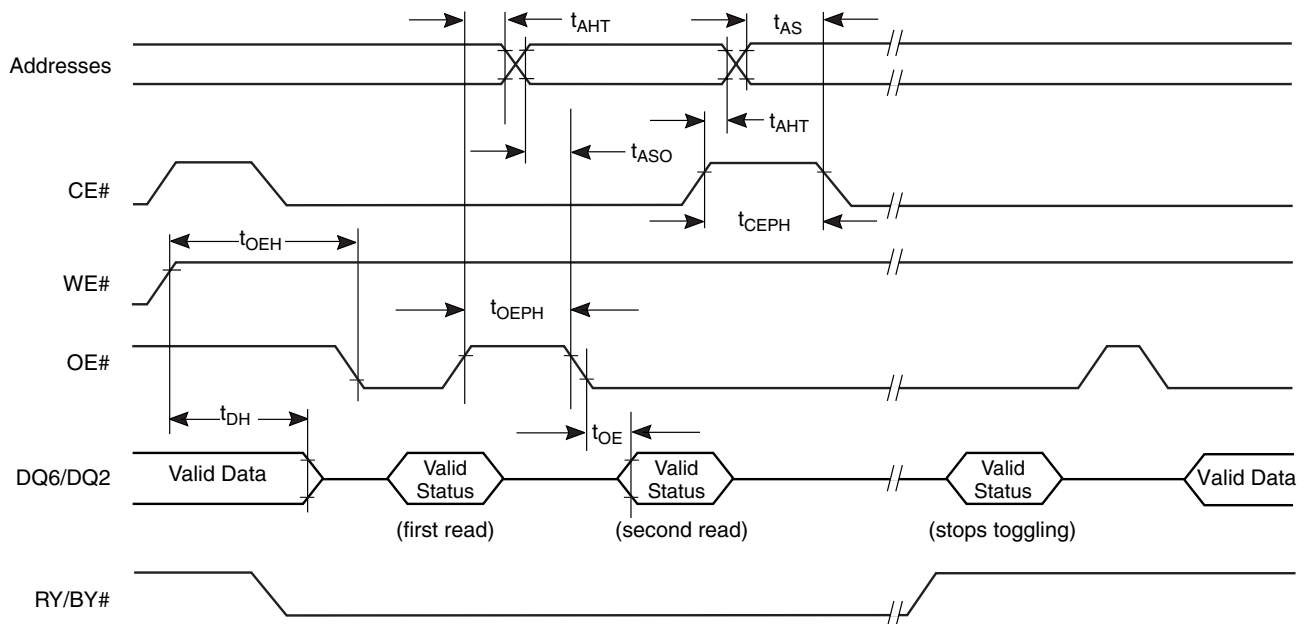 tAHT
tAS
Addresses
tAHT
tASO
CE#
tCEPH
tOEH
WE#
tOEPH
OE#
tDH
tOE
DQ6/DQ2
Valid Data
Valid
Status
Valid
Status
Valid
Status
Valid Data
(first read)
(second read)
(stops toggling)
RY/BY#